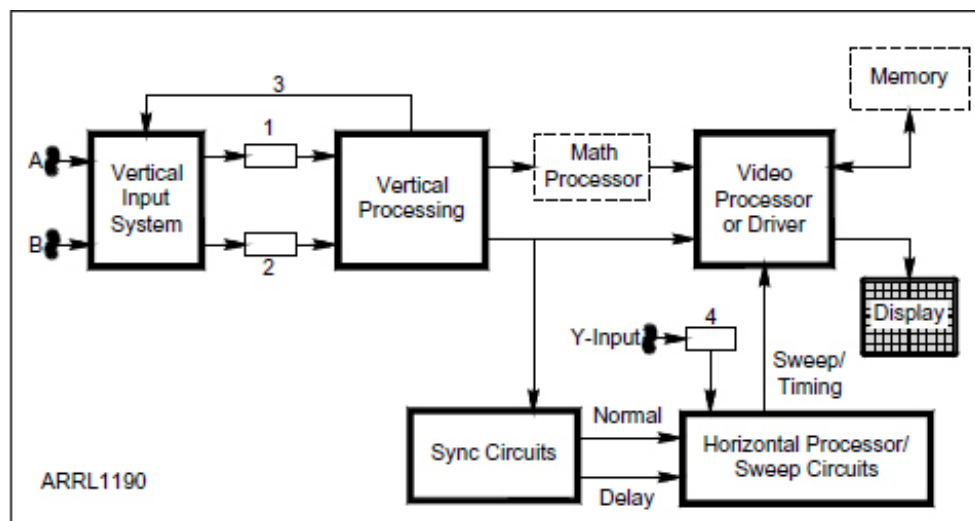 Memory
3
1
A
Vertical
Input
System
Vertical
Processing
Math
Processor
Video
Processor
or Driver
B
2
Display
4
Y-Input
Sweep/
Timing
Normal
Sync Circuits
Horizontal Processor/
Sweep Circuits
Delay
ARRL1190